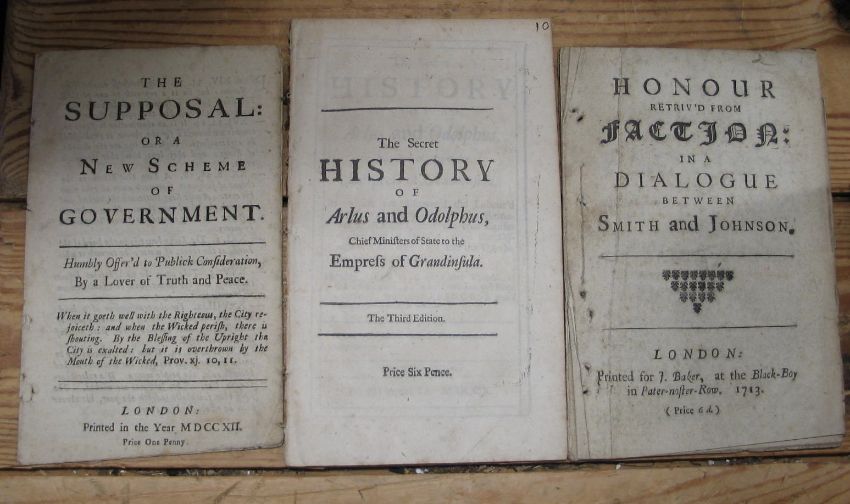 THE
SUPPOSAL:
OR A
NEW SCHEME
OF
GOVERNMENT.
Humbly Offer'd to Publick Consideration,
By a Lover of Truth and Peace.
When it goeth well with the Righteous, the City re-
joiceth: and when the Wicked perish, there is
shouting. By the Blessing of the Upright the
City is exalted: but it is overthrown by the
Mouth of the Wicked, Prov. xj. 10, 11.
LONDON:
Printed in the Year MDCCXII.
Price One Penny.
10
The Secret
HISTORY
OF
Arlus and Odolphus,
Chief Ministers of State to the
Empress of Grandinsula.
The Third Edition.
Price Six Pence.
2
HONOUR
RETRIV'D FROM
FACTION:
IN A
DIALOGUE
BETWEEN
SMITH and JOHNSON.
LONDON:
Printed for J. Baker, at the Black-Boy
in Pater-noster-Row. 1713.
(Price 6 d.)